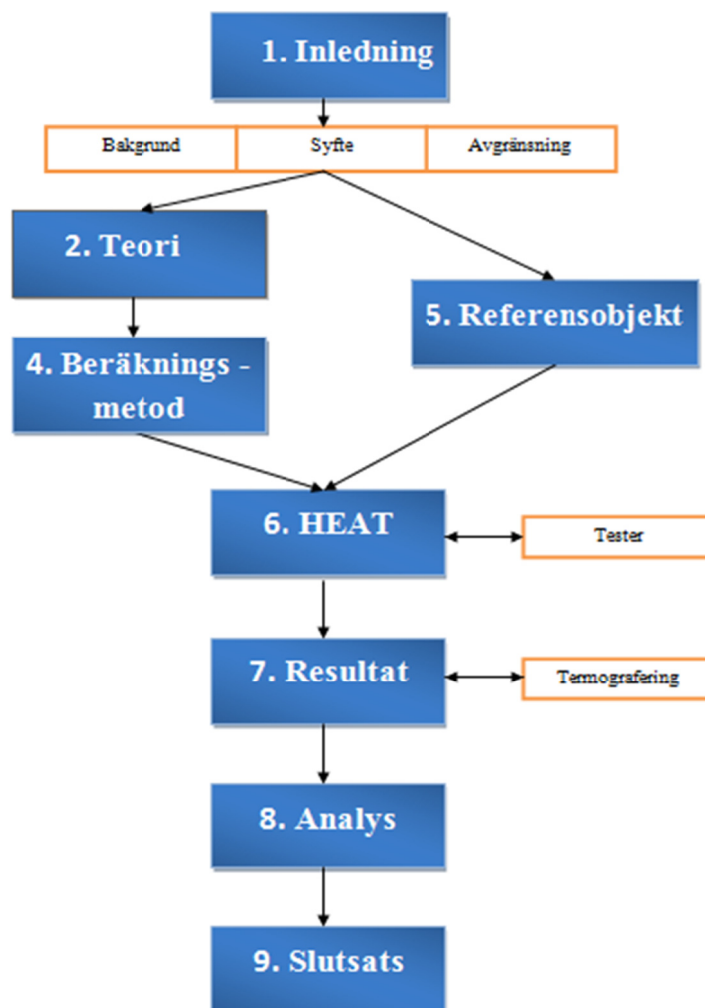 1. Inledning
Bakgrund
Syfte
Avgränsning
2. Teori
5. Referensobjekt
4. Beräknings -
metod
6. HEAT
Tester
7. Resultat
Termografering
8. Analys
9. Slutsats